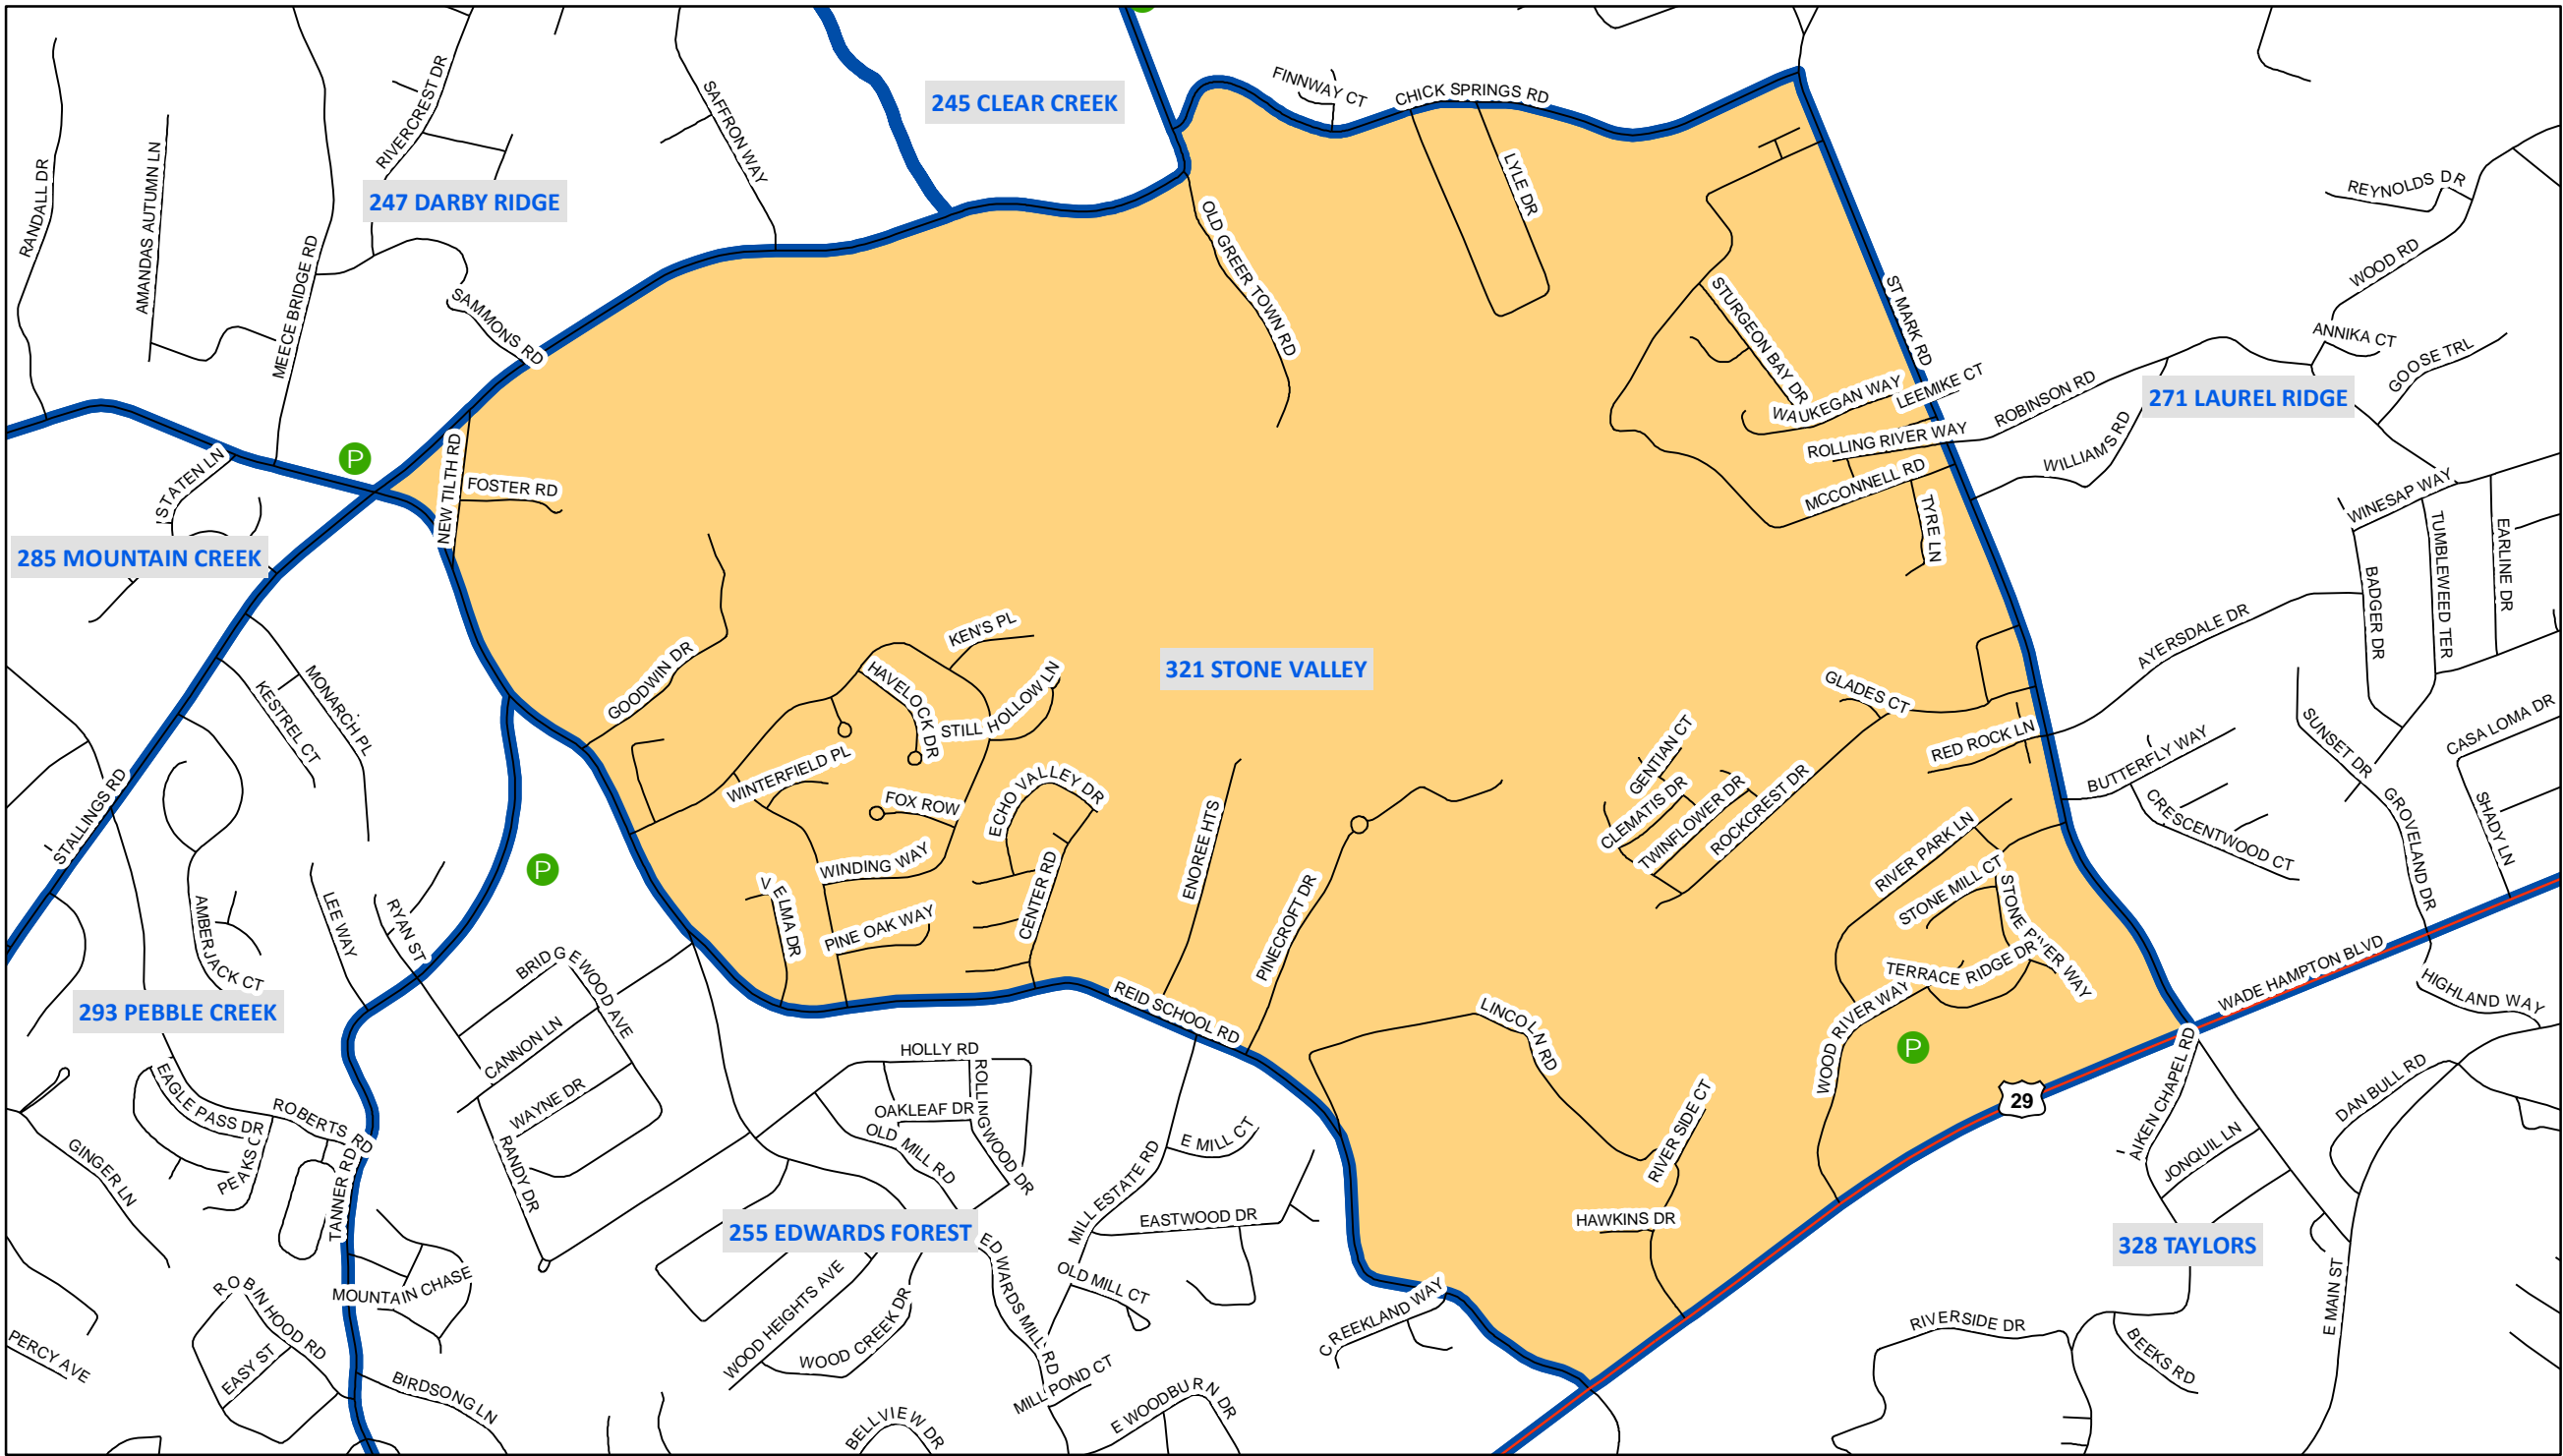 FINNWAY CT
CHICK SPRINGS RD
245 CLEAR CREEK
RIVERCREST DR
SAFFRON WAY
RANDALL DR
AMANDAS AUTUMN LN
247 DARBY RIDGE
LYLE DR
REYNOLDS DR
OLD GREER TOWN RD
WOOD RD
MEECE BRIDGE RD
SAMMONS RD
STURGEON BAY DR
ST MARK RD
ANNIKA CT
GOOSE TRL
WAUKEGAN WAY
LEEMIKE CT
ROBINSON RD
271 LAUREL RIDGE
ROLLING RIVER WAY
WILLIAMS RD
P
STATEN LN
NEW TILTH RD
FOSTER RD
MCCONNELL RD
TYRE LN
WINESAP WAY
TUMBLEWEED TER
EARLINE DR
BADGER DR
285 MOUNTAIN CREEK
AYERSDALE DR
KEN'S PL
GOODWIN DR
HAVELOCK DR
STILL HOLLOW LN
321 STONE VALLEY
GLADES CT
MONARCH PL
KESTREL CT
GENTIAN CT
RED ROCK LN
SUNSET DR
CASA LOMA DR
BUTTERFLY WAY
WINTERFIELD PL
FOX ROW
ECHO VALLEY DR
ENOREE HTS
CLEMATIS DR
TWINFLOWER DR
ROCKCREST DR
CRESCENTWOOD CT
GROVELAND DR
SHADY LN
STALLINGS RD
P
WINDING WAY
RIVER PARK LN
STONE MILL CT
STONE RIVER WAY
VELMA DR
PINE OAK WAY
CENTER RD
PINECROFT DR
AMBERJACK CT
LEE WAY
RYAN ST
BRIDGEWOOD AVE
TERRACE RIDGE DR
WADE HAMPTON BLVD
HIGHLAND WAY
293 PEBBLE CREEK
REID SCHOOL RD
LINCOLN RD
WOOD RIVER WAY
P
CANNON LN
HOLLY RD
ROLLINGWOOD DR
OAKLEAF DR
OLD MILL RD
WAYNE DR
29
AIKEN CHAPEL RD
DAN BULL RD
EAGLE PASS DR
ROBERTS RD
PEAKS C
GINGER LN
TANNER RD
RANDY DR
MILL ESTATE RD
E MILL CT
RIVER SIDE CT
JONQUIL LN
EASTWOOD DR
HAWKINS DR
255 EDWARDS FOREST
328 TAYLORS
EDWARDS MILL RD
OLD MILL CT
CREEKLAND WAY
E MAIN ST
MOUNTAIN CHASE
ROBIN HOOD RD
EASY ST
WOOD HEIGHTS AVE
WOOD CREEK DR
RIVERSIDE DR
BEEKS RD
PERCY AVE
BIRDSONG LN
MILL POND CT
E WOODBURN DR
BELLVIEW DR